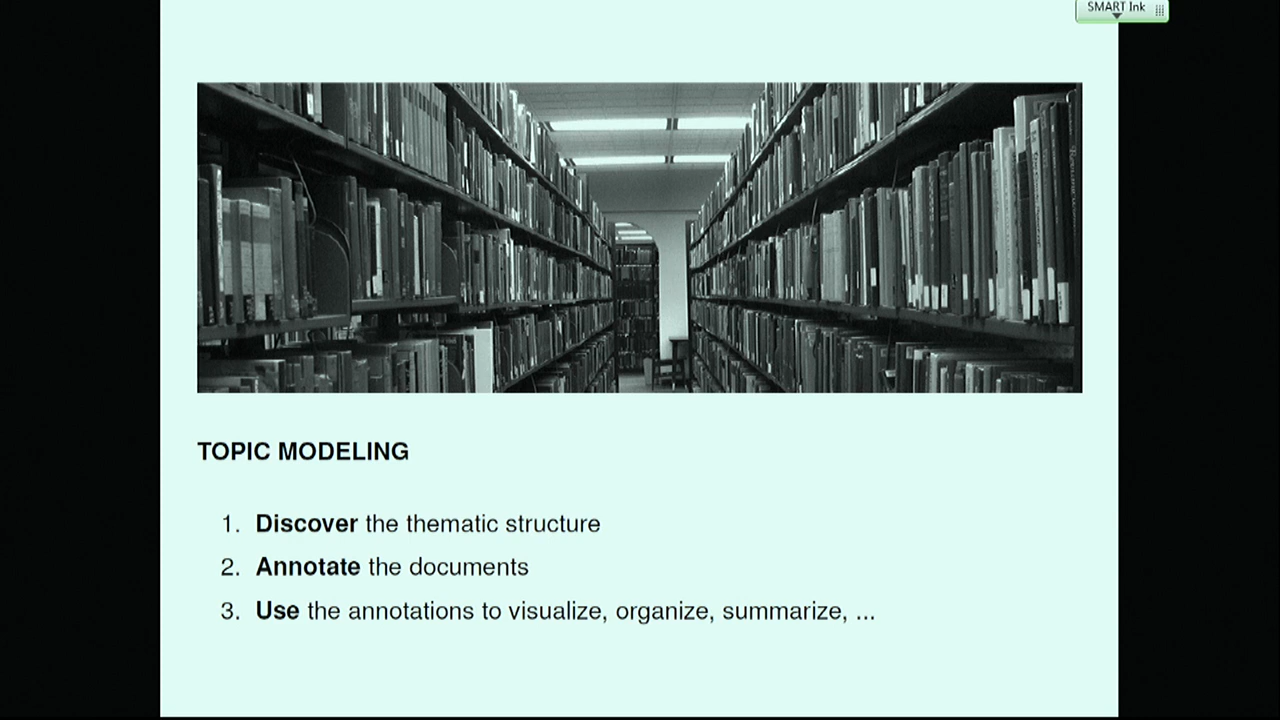 SMART Ink
TOPIC MODELING
1. Discover the thematic structure
2. Annotate the documents
3. Use the annotations to visualize, organize, summarize, ...